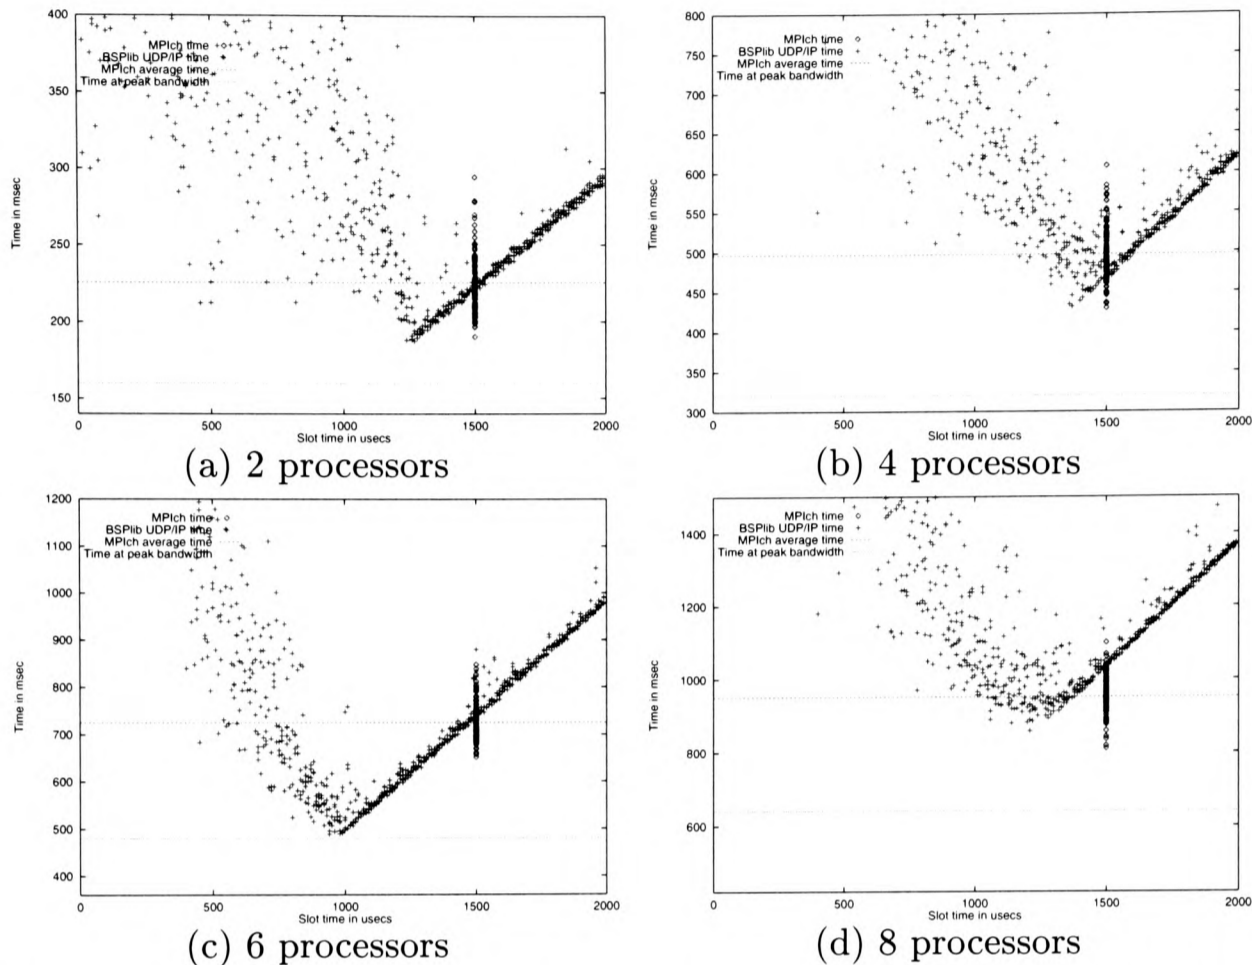 400
350
300
250
200
150
Time in msec
MPIch time
BSPlib UDP/IP time
MPIch average time
Time at peak bandwidth
0
500
1000
1500
2000
Slot time in usecs
(a) 2 processors
800
750
700
650
600
550
500
450
400
350
300
Time in msec
MPIch time
BSPlib UDP/IP time
MPIch average time
Time at peak bandwidth
0
500
1000
1500
2000
Slot time in usecs
(b) 4 processors
1200
1100
1000
900
800
700
600
500
400
Time in msec
MPIch time
BSPlib UDP/IP time
MPIch average time
Time at peak bandwidth
0
500
1000
1500
2000
Slot time in usecs
(c) 6 processors
1400
1200
1000
800
600
Time in msec
MPIch time
BSPlib UDP/IP time
MPIch average time
Time at peak bandwidth
0
500
1000
1500
2000
Slot time in usecs
(d) 8 processors